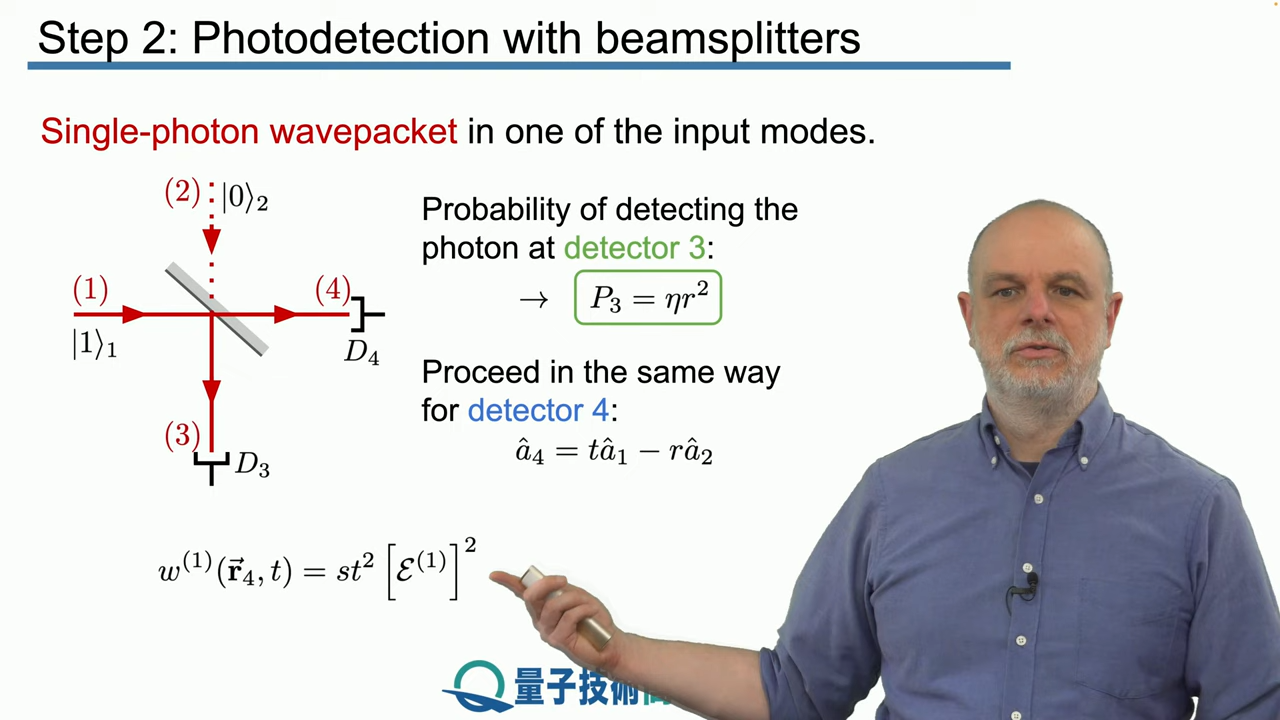 Step 2: Photodetection with beamsplitters
Single-photon wavepacket in one of the input modes.
(2) |0⟩₂
(1)
|1⟩₁
(4)
D₄
(3)
D₃
Probability of detecting the
photon at detector 3:
→ P₃ = ηr²
Proceed in the same way
for detector 4:
â₄ = tâ₁ − râ₂
w⁽¹⁾(r⃗₄, t) = st² [ℰ⁽¹⁾]²
量子技術